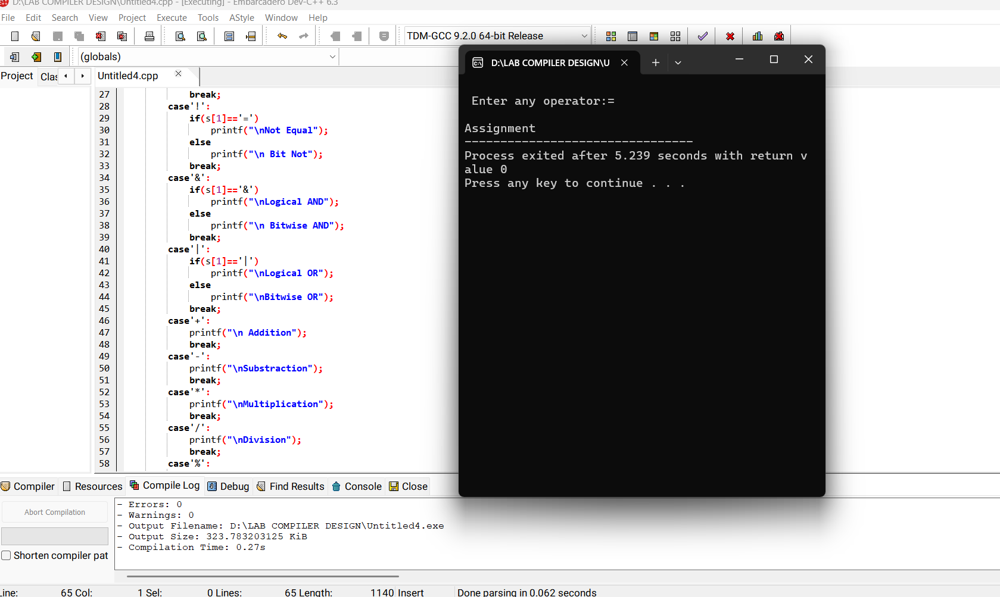 D:\LAB COMPILER DESIGN\Untitled4.cpp - [Executing] - Embarcadero Dev-C++ 6.3
File Edit Search View Project Execute Tools AStyle Window Help
TDM-GCC 9.2.0 64-bit Release
(globals)
Project Clas Untitled4.cpp
27 break;
28 case'!':
29 if(s[1]=='=')
30 printf("\nNot Equal");
31 else
32 printf("\n Bit Not");
33 break;
34 case'&':
35 if(s[1]=='&')
36 printf("\nLogical AND");
37 else
38 printf("\n Bitwise AND");
39 break;
40 case'|':
41 if(s[1]=='|')
42 printf("\nLogical OR");
43 else
44 printf("\nBitwise OR");
45 break;
46 case'+':
47 printf("\n Addition");
48 break;
49 case'-':
50 printf("\nSubstraction");
51 break;
52 case'*':
53 printf("\nMultiplication");
54 break;
55 case'/':
56 printf("\nDivision");
57 break;
58 case'%':
D:\LAB COMPILER DESIGN\U
Enter any operator:=
Assignment
--------------------------------
Process exited after 5.239 seconds with return v
alue 0
Press any key to continue . . .
Compiler Resources Compile Log Debug Find Results Console Close
Abort Compilation
Shorten compiler pat
- Errors: 0
- Warnings: 0
- Output Filename: D:\LAB COMPILER DESIGN\Untitled4.exe
- Output Size: 323.783203125 KiB
- Compilation Time: 0.27s
Line: 65 Col: 1 Sel: 0 Lines: 65 Length: 1140 Insert Done parsing in 0.062 seconds